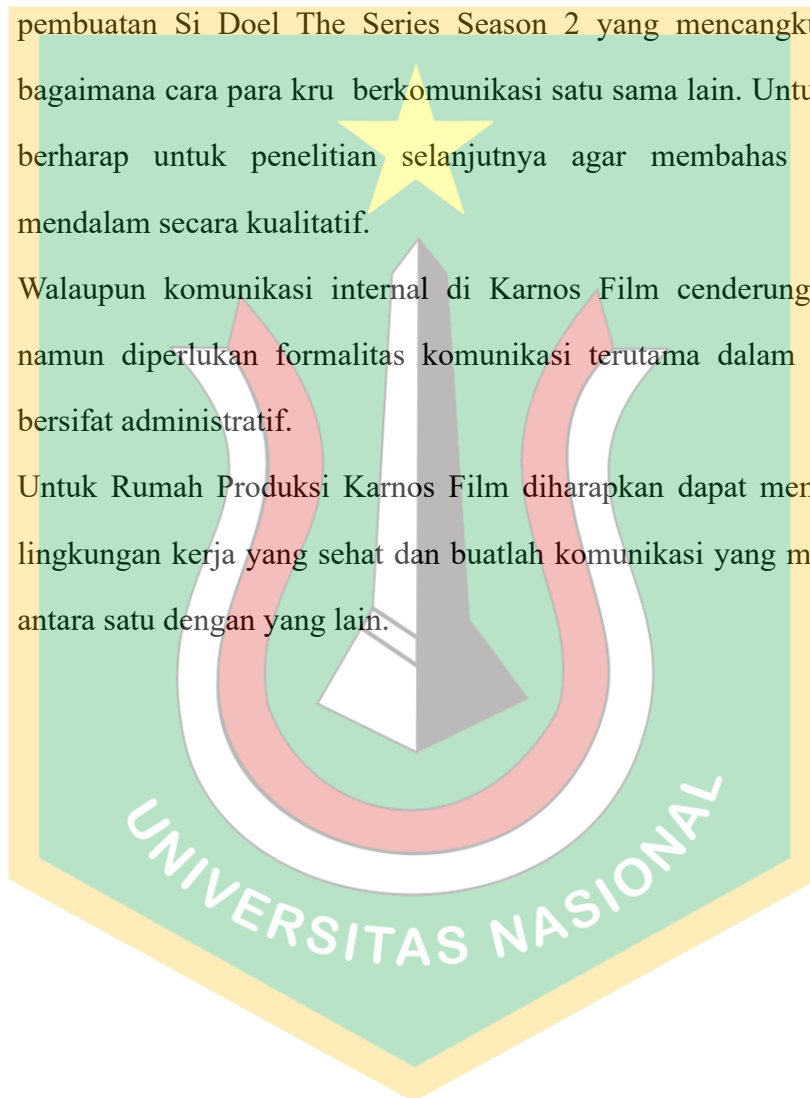 pembuatan Si Doel The Series Season 2 yang mencangku
bagaimana cara para kru berkomunikasi satu sama lain. Untu
berharap untuk penelitian selanjutnya agar membahas
mendalam secara kualitatif.
Walaupun komunikasi internal di Karnos Film cenderung
namun diperlukan formalitas komunikasi terutama dalam
bersifat administratif.
Untuk Rumah Produksi Karnos Film diharapkan dapat men
lingkungan kerja yang sehat dan buatlah komunikasi yang m
antara satu dengan yang lain.
UNIVERSITAS NASIONAL